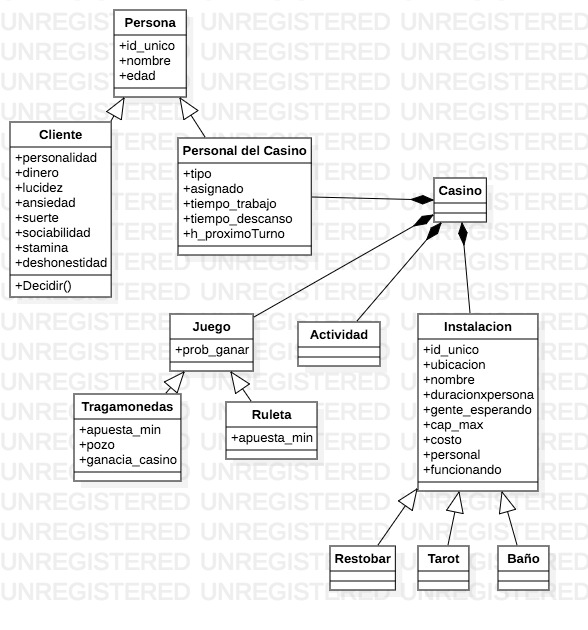 Persona
+id_unico
+nombre
+edad
Cliente
+personalidad
+dinero
+lucidez
+ansiedad
+suerte
+sociabilidad
+stamina
+deshonestidad
+Decidir()
Personal del Casino
+tipo
+asignado
+tiempo_trabajo
+tiempo_descanso
+h_proximoTurno
Casino
Juego
+prob_ganar
Actividad
Instalacion
+id_unico
+ubicacion
+nombre
+duracionxpersona
+gente_esperando
+cap_max
+costo
+personal
+funcionando
Tragamonedas
+apuesta_min
+pozo
+ganacia_casino
Ruleta
+apuesta_min
Restobar
Tarot
Baño
UNREGISTERED